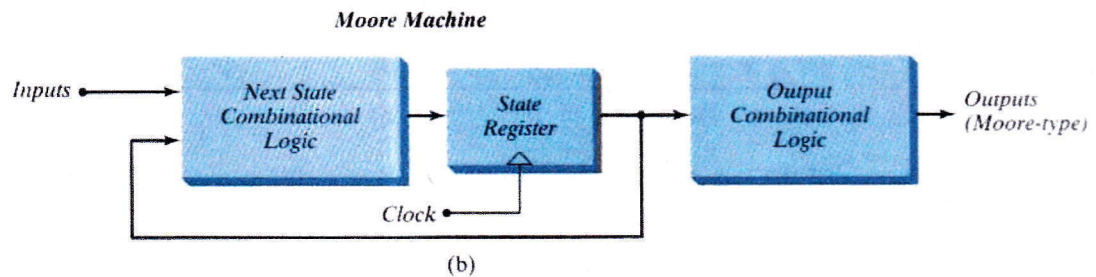 Moore Machine
Inputs
Next State
Combinational
Logic
State
Register
Output
Combinational
Logic
Outputs
(Moore-type)
Clock
(b)